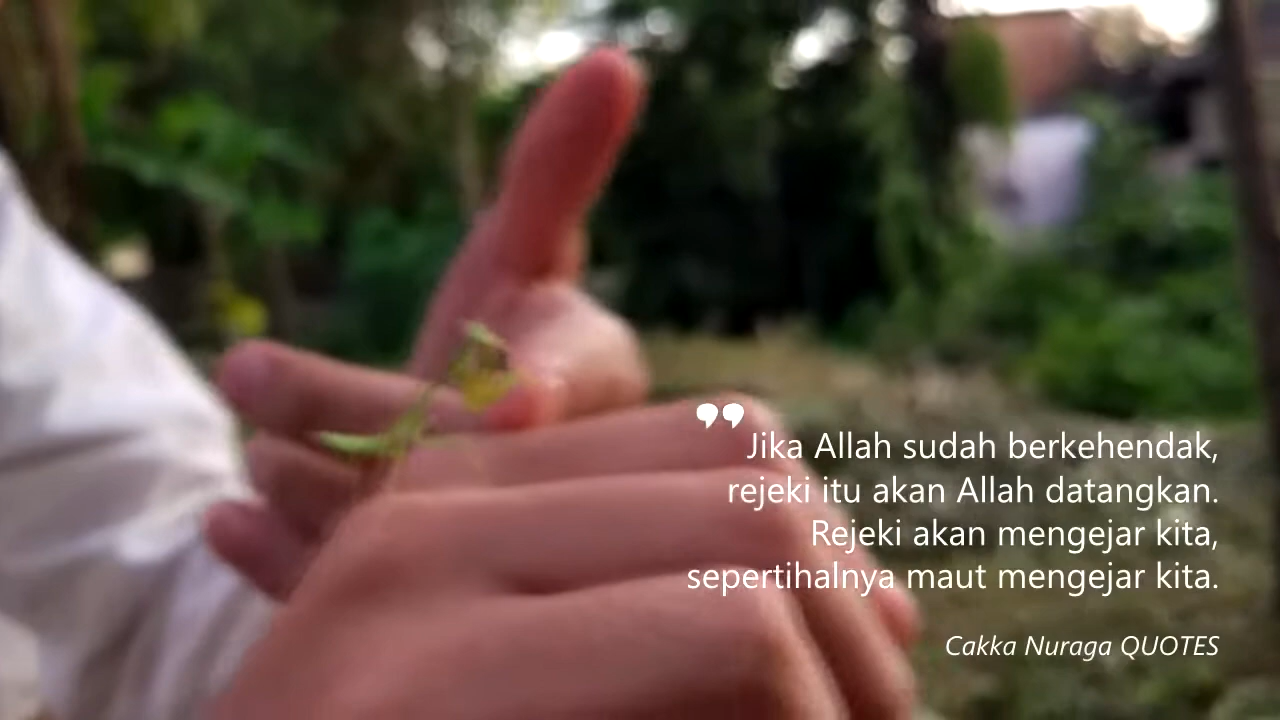 ”
Jika Allah sudah berkehendak,
rejeki itu akan Allah datangkan.
Rejeki akan mengejar kita,
sepertihalnya maut mengejar kita.
Cakka Nuraga QUOTES